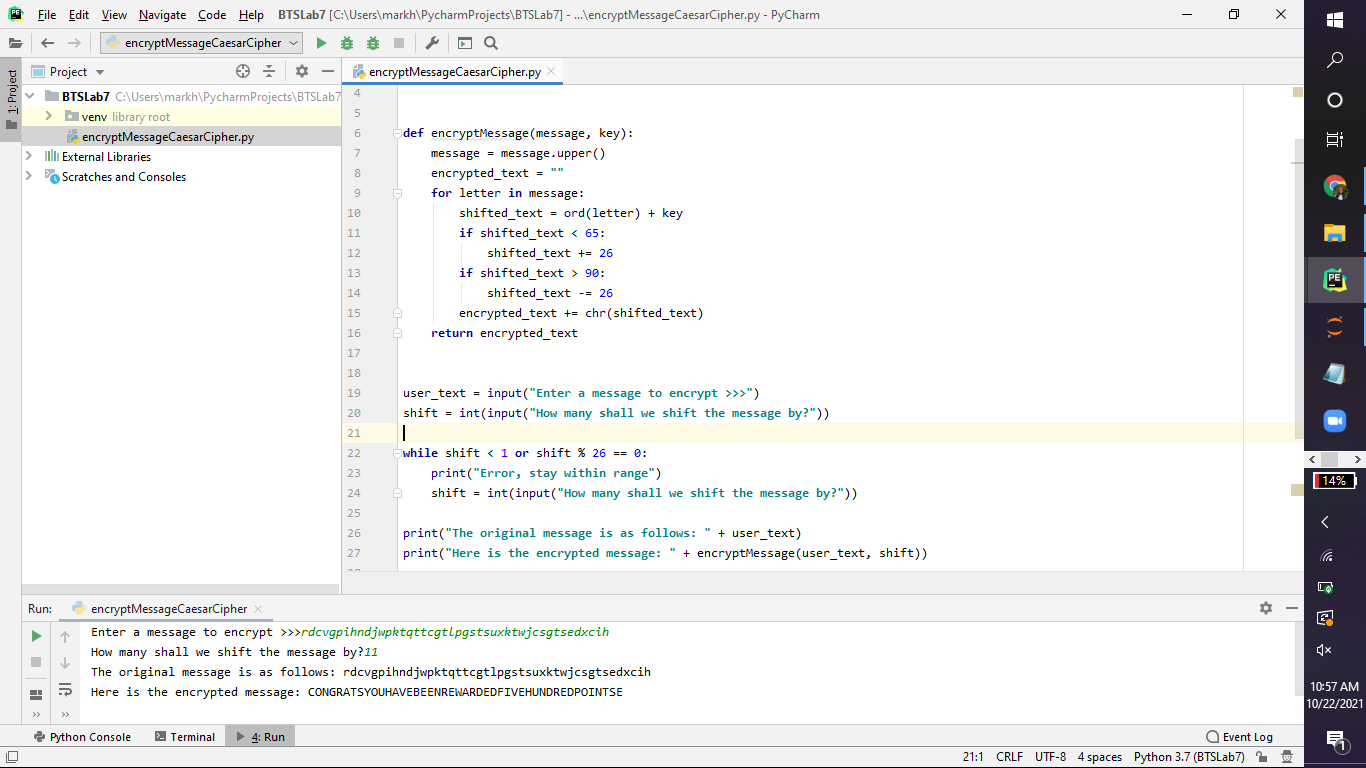 File Edit View Navigate Code Help BTSLab7 [C:\Users\markh\PycharmProjects\BTSLab7] - ...\encryptMessageCaesarCipher.py - PyCharm
encryptMessageCaesarCipher
1: Project
Project
encryptMessageCaesarCipher.py
BTSLab7 C:\Users\markh\PycharmProjects\BTSLab7
venv library root
encryptMessageCaesarCipher.py
External Libraries
Scratches and Consoles
4
5
6 def encryptMessage(message, key):
7 message = message.upper()
8 encrypted_text = ""
9 for letter in message:
10 shifted_text = ord(letter) + key
11 if shifted_text < 65:
12 shifted_text += 26
13 if shifted_text > 90:
14 shifted_text -= 26
15 encrypted_text += chr(shifted_text)
16 return encrypted_text
17
18
19 user_text = input("Enter a message to encrypt >>>")
20 shift = int(input("How many shall we shift the message by?"))
21
22 while shift < 1 or shift % 26 == 0:
23 print("Error, stay within range")
24 shift = int(input("How many shall we shift the message by?"))
25
26 print("The original message is as follows: " + user_text)
27 print("Here is the encrypted message: " + encryptMessage(user_text, shift))
Run: encryptMessageCaesarCipher
Enter a message to encrypt >>>rdcvgpihndjwpktqttcgtlpgstsuxktwjcsgtsedxcih
How many shall we shift the message by?11
The original message is as follows: rdcvgpihndjwpktqttcgtlpgstsuxktwjcsgtsedxcih
Here is the encrypted message: CONGRATSYOUHAVEBEENREWARDEDFIVEHUNDREDPOINTSE
Python Console Terminal 4: Run Event Log
21:1 CRLF UTF-8 4 spaces Python 3.7 (BTSLab7)
PE
14%
10:57 AM
10/22/2021
1